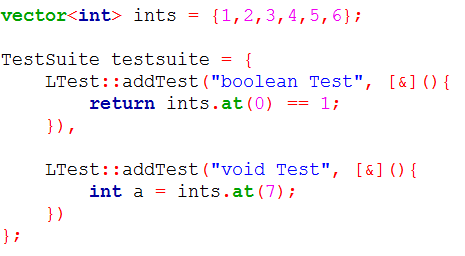 vector<int> ints = {1,2,3,4,5,6};
TestSuite testsuite = {
LTest::addTest("boolean Test", [&](){
return ints.at(0) == 1;
}),
LTest::addTest("void Test", [&](){
int a = ints.at(7);
})
};